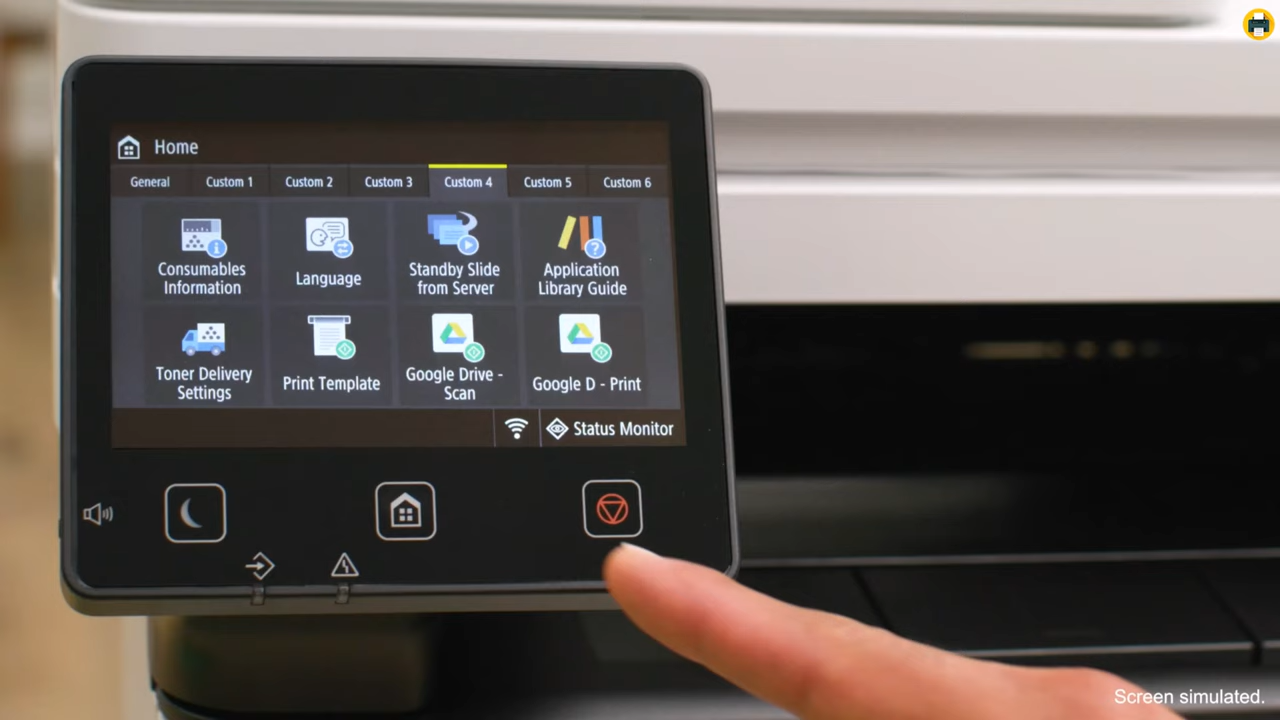 Home
General
Custom 1
Custom 2
Custom 3
Custom 4
Custom 5
Custom 6
Consumables
Information
Language
Standby Slide
from Server
Application
Library Guide
Toner Delivery
Settings
Print Template
Google Drive -
Scan
Google D - Print
Status Monitor
Screen simulated.